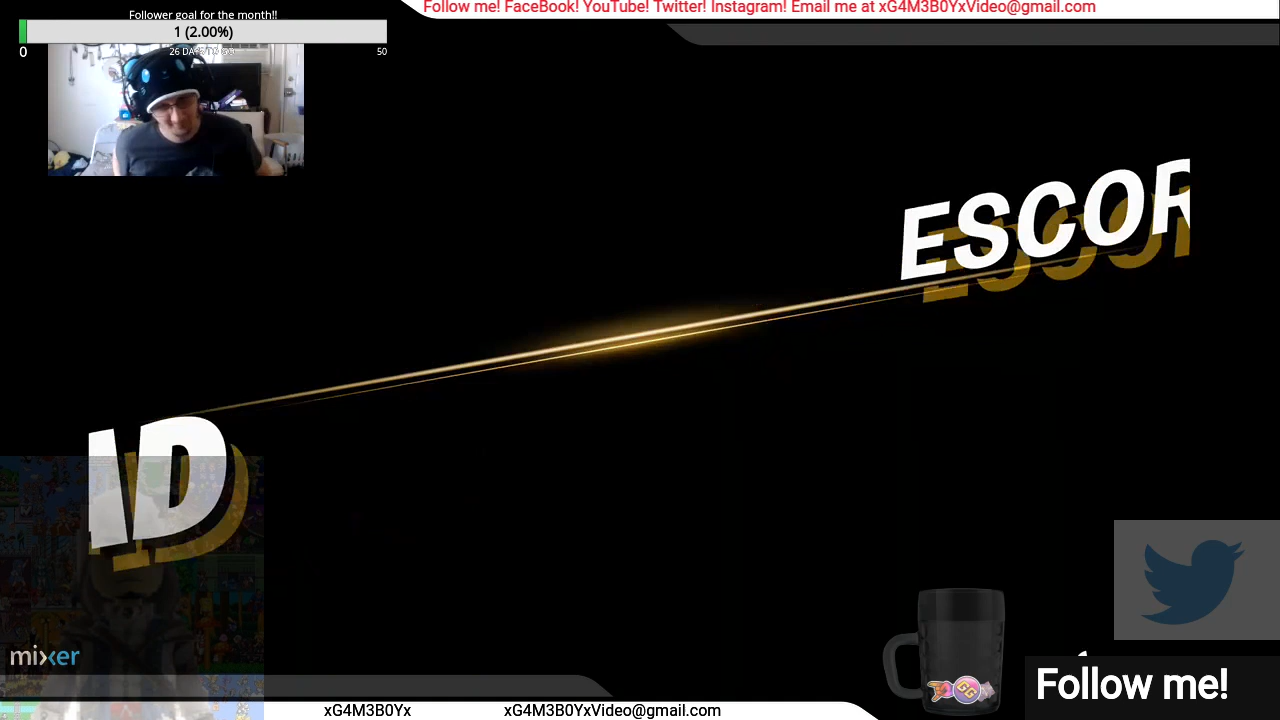 Follow me! FaceBook! YouTube! Twitter! Instagram! Email me at xG4M3B0YxVideo@gmail.com
Follower goal for the month!!
1 (2.00%)
0
50
ESCOR
D
mixer
GG
Follow me!
xG4M3B0Yx
xG4M3B0YxVideo@gmail.com